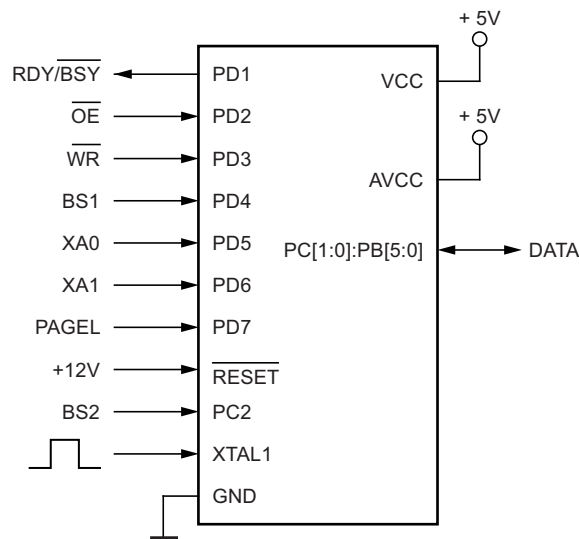 + 5V
RDY/BSY PD1
VCC
OE PD2
+ 5V
WR PD3
AVCC
BS1 PD4
XA0 PD5 PC[1:0]:PB[5:0] DATA
XA1 PD6
PAGEL PD7
+12V RESET
BS2 PC2
XTAL1
GND